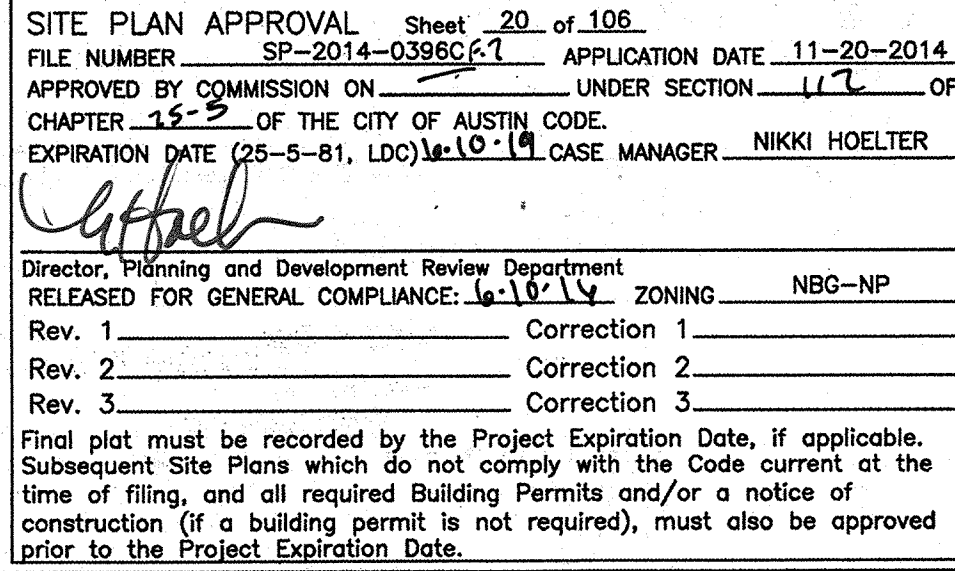 SITE PLAN APPROVAL Sheet 20 of 106
FILE NUMBER SP-2014-0396C F.7 APPLICATION DATE 11-20-2014
APPROVED BY COMMISSION ON — UNDER SECTION 112 OF
CHAPTER 25-5 OF THE CITY OF AUSTIN CODE.
EXPIRATION DATE (25-5-81, LDC) 6.10.19 CASE MANAGER NIKKI HOELTER
Director, Planning and Development Review Department
RELEASED FOR GENERAL COMPLIANCE: 6.10.16 ZONING NBG-NP
Rev. 1 Correction 1
Rev. 2 Correction 2
Rev. 3 Correction 3
Final plat must be recorded by the Project Expiration Date, if applicable.
Subsequent Site Plans which do not comply with the Code current at the
time of filing, and all required Building Permits and/or a notice of
construction (if a building permit is not required), must also be approved
prior to the Project Expiration Date.